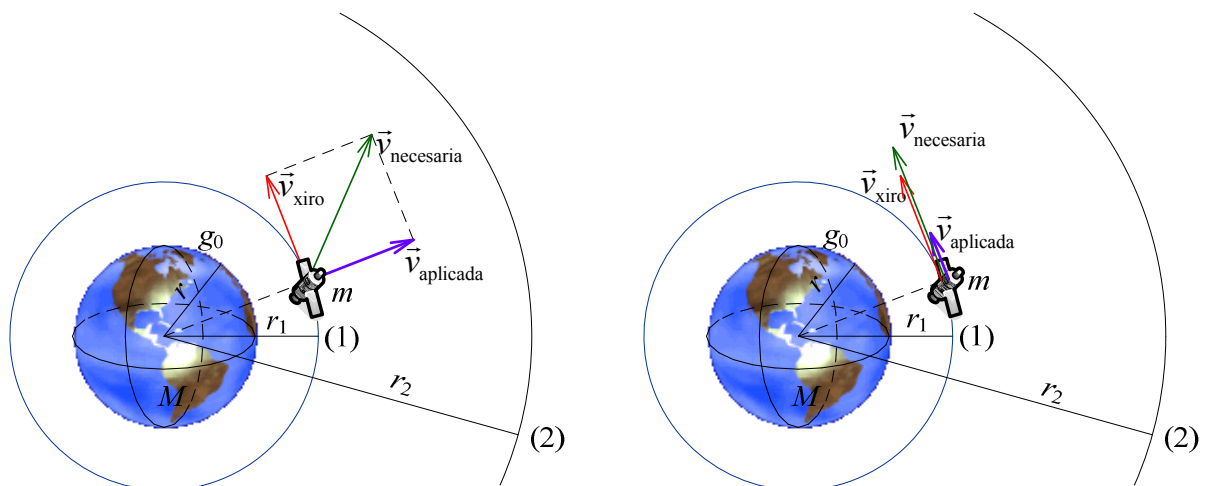 v⃗ necesaria
v⃗ xiro
g₀
v⃗ aplicada
r
m
r₁
(1)
r₂
M
(2)
v⃗ necesaria
v⃗ xiro
g₀
v⃗ aplicada
r
m
r₁
(1)
r₂
M
(2)